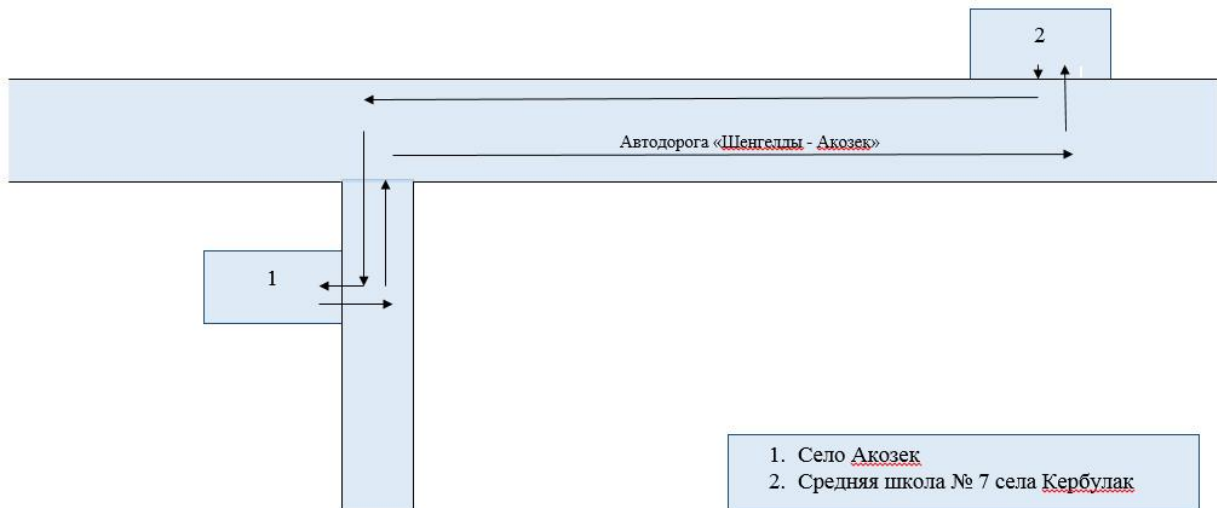 2
Автодорога «Шенгелды - Акозек»
1
1. Село Акозек
2. Средняя школа № 7 села Кербулак